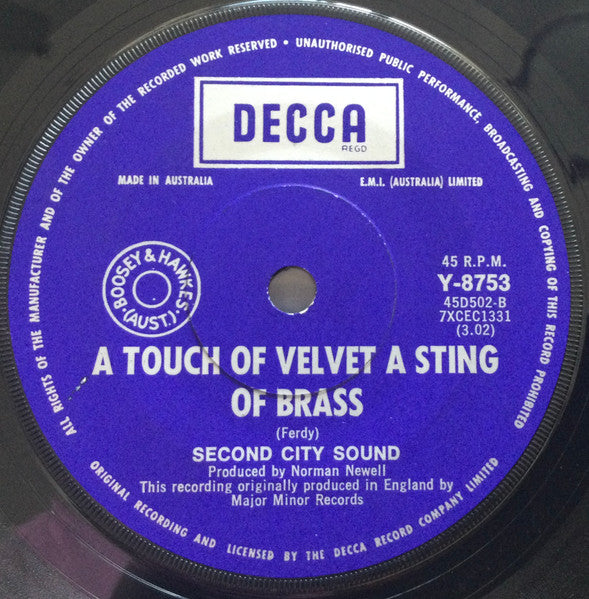 ALL RIGHTS OF THE MANUFACTURER AND OF THE OWNER OF THE RECORDED WORK RESERVED • UNAUTHORISED PUBLIC PERFORMANCE, BROADCASTING AND COPYING OF THIS RECORD PROHIBITED
DECCA
REGD
MADE IN AUSTRALIA
E.M.I. (AUSTRALIA) LIMITED
BOOSEY & HAWKES
• (AUST.) •
45 R.P.M.
Y-8753
45D502-B
7XCEC1331
(3.02)
A TOUCH OF VELVET A STING
OF BRASS
(Ferdy)
SECOND CITY SOUND
Produced by Norman Newell
This recording originally produced in England by
Major Minor Records
ORIGINAL RECORDING AND LICENSED BY THE DECCA RECORD COMPANY LIMITED